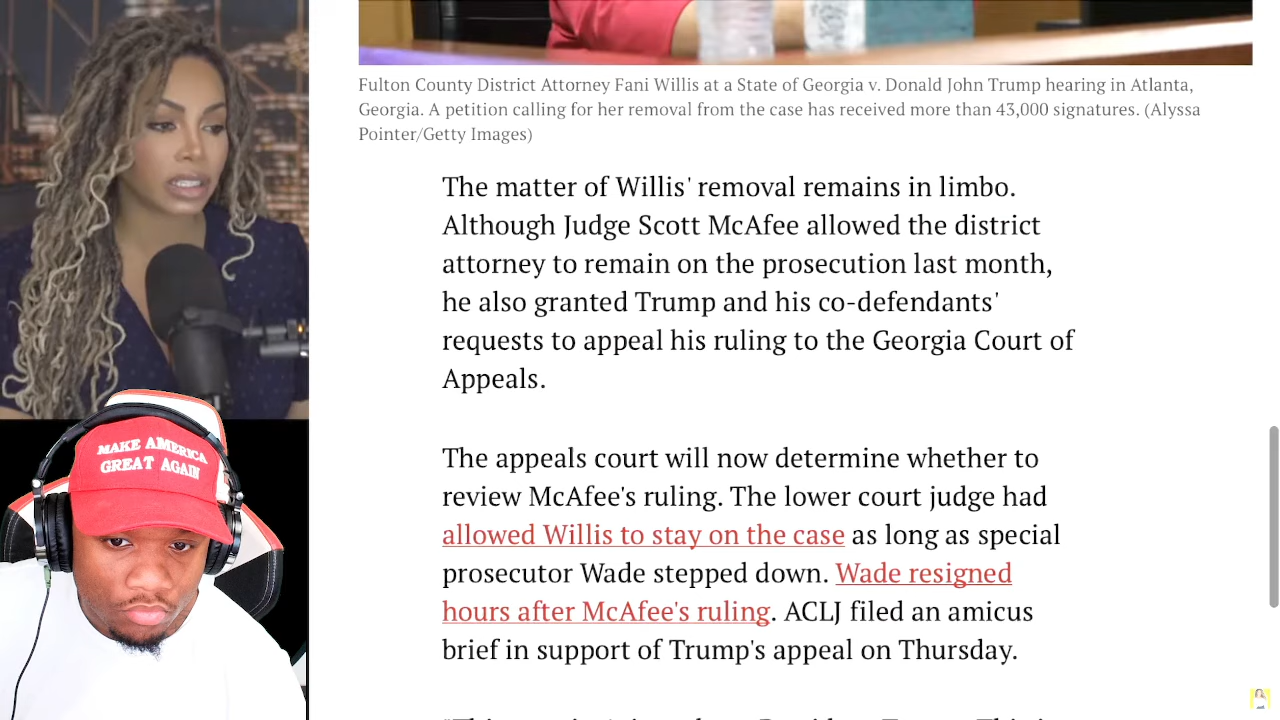 Fulton County District Attorney Fani Willis at a State of Georgia v. Donald John Trump hearing in Atlanta,
Georgia. A petition calling for her removal from the case has received more than 43,000 signatures. (Alyssa
Pointer/Getty Images)
The matter of Willis' removal remains in limbo.
Although Judge Scott McAfee allowed the district
attorney to remain on the prosecution last month,
he also granted Trump and his co-defendants'
requests to appeal his ruling to the Georgia Court of
Appeals.
The appeals court will now determine whether to
review McAfee's ruling. The lower court judge had
allowed Willis to stay on the case as long as special
prosecutor Wade stepped down. Wade resigned
hours after McAfee's ruling. ACLJ filed an amicus
brief in support of Trump's appeal on Thursday.
MAKE AMERICA
GREAT AGAIN